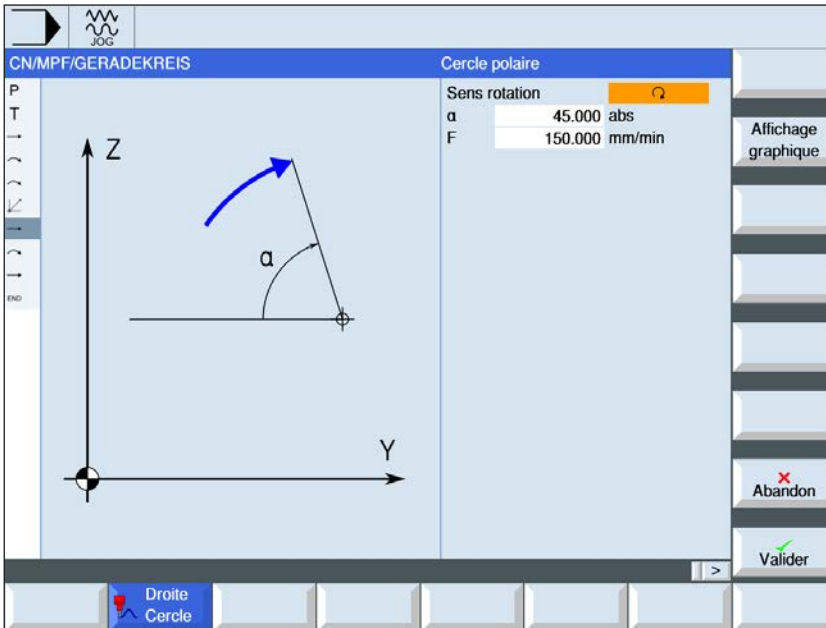 JOG
CN/MPF/GERADEKREIS
Cercle polaire
P
T
END
Z
α
Y
Sens rotation
α 45.000 abs
F 150.000 mm/min
Affichage
graphique
Abandon
Valider
>
Droite
Cercle